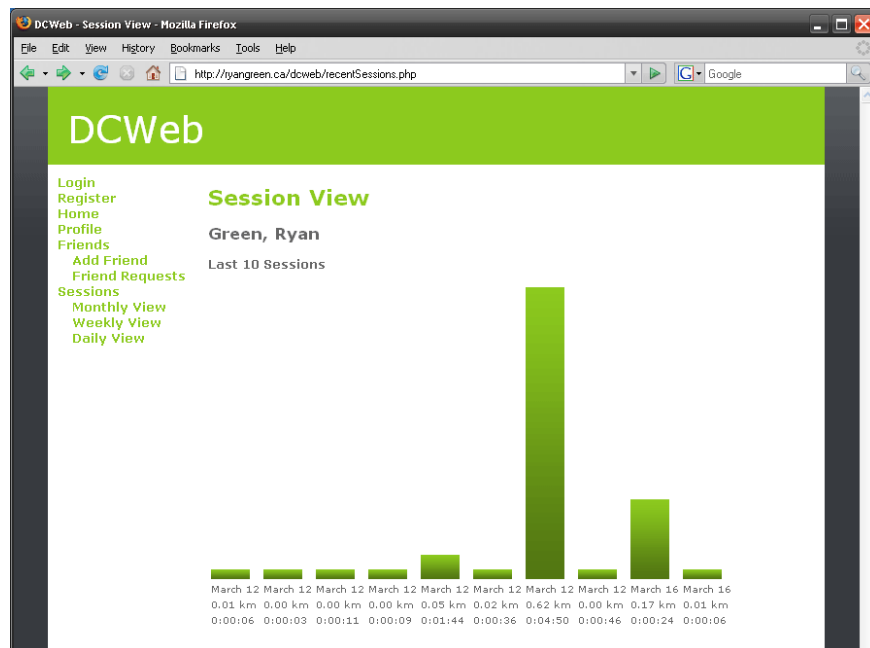 DCWeb - Session View - Mozilla Firefox
File Edit View History Bookmarks Tools Help
http://ryangreen.ca/dcweb/recentSessions.php
G Google
DCWeb
Login
Register
Home
Profile
Friends
Add Friend
Friend Requests
Sessions
Monthly View
Weekly View
Daily View
Session View
Green, Ryan
Last 10 Sessions
March 12 March 12 March 12 March 12 March 12 March 12 March 12 March 12 March 16 March 16
0.01 km 0.00 km 0.00 km 0.00 km 0.05 km 0.02 km 0.62 km 0.00 km 0.17 km 0.01 km
0:00:06 0:00:03 0:00:11 0:00:09 0:01:44 0:00:36 0:04:50 0:00:46 0:00:24 0:00:06